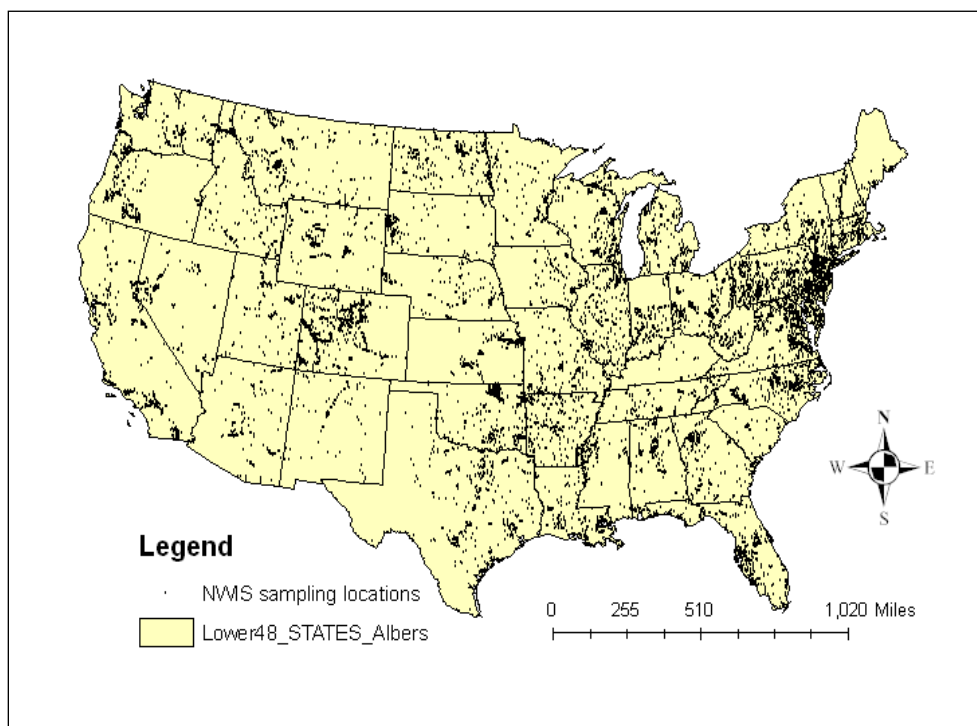 N
W E
S
Legend
NWIS sampling locations
Lower48_STATES_Albers
0 255 510 1,020 Miles